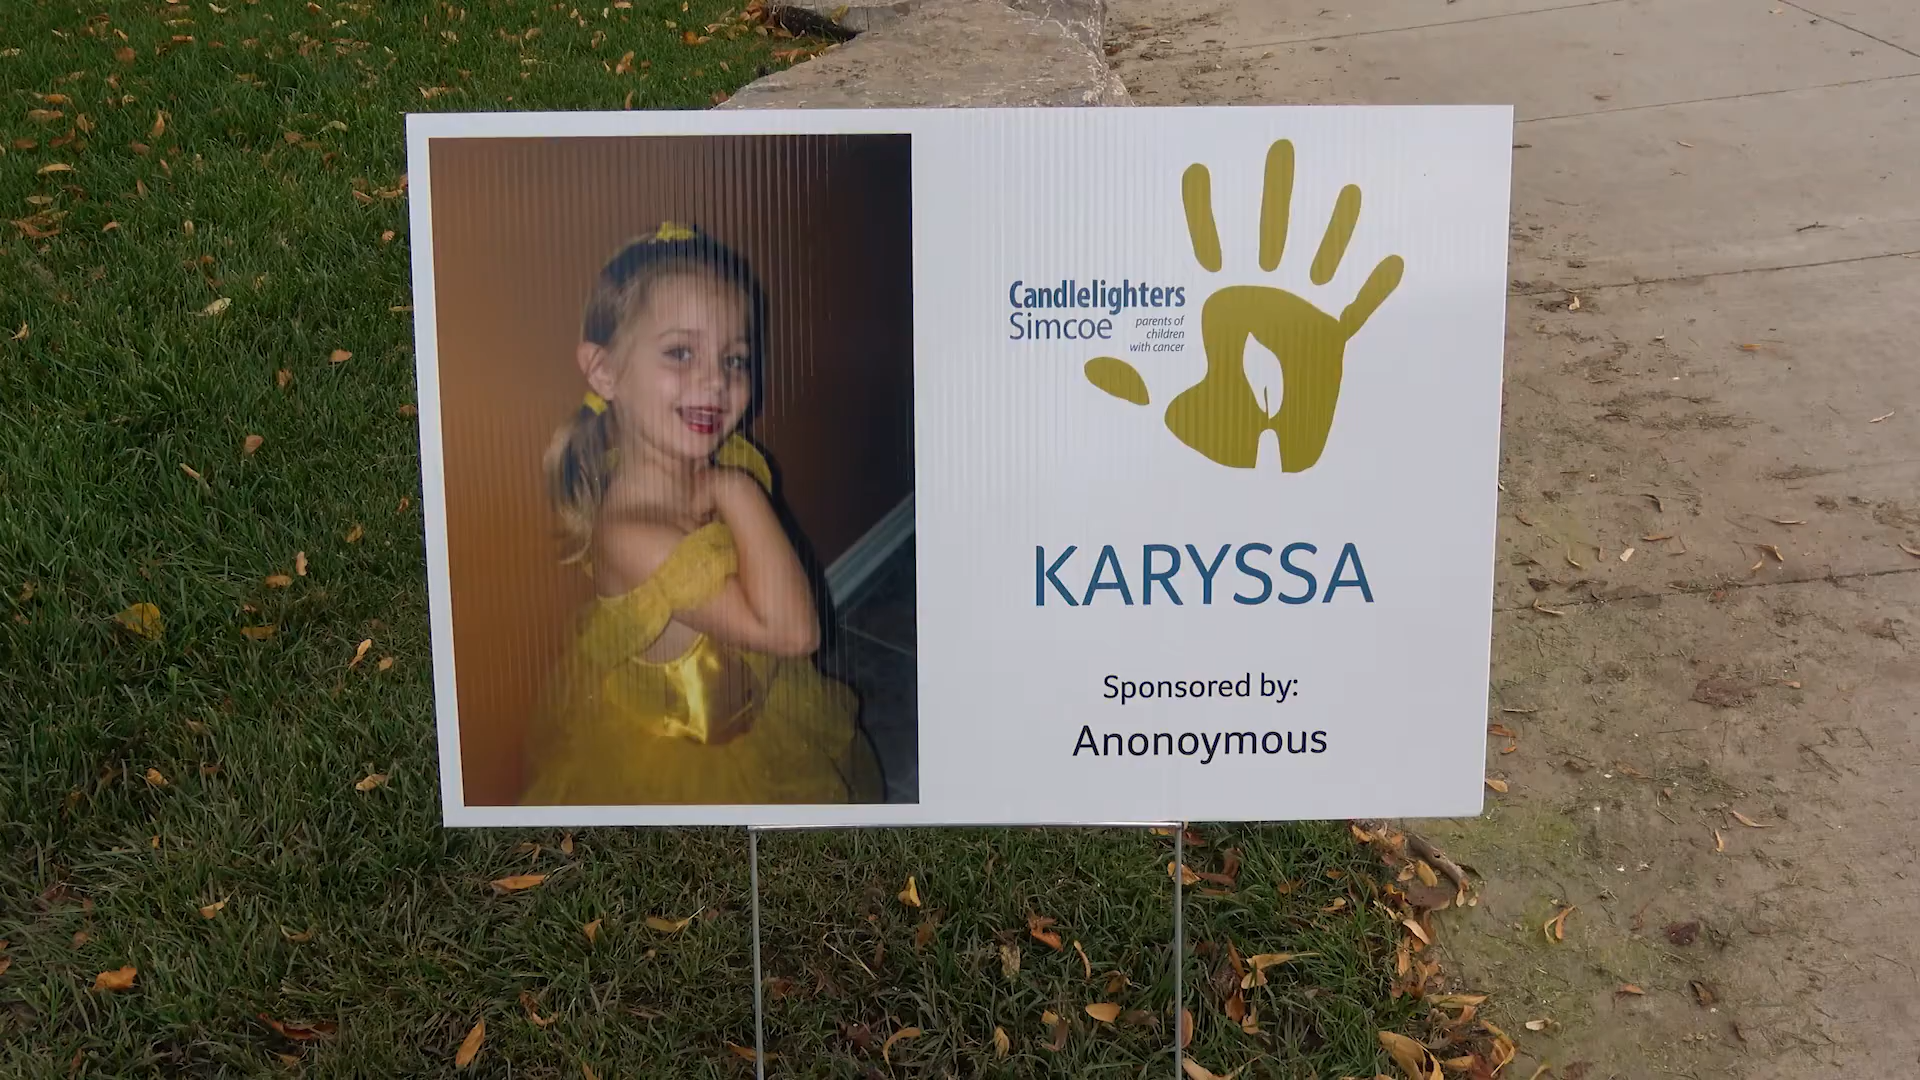 Candlelighters
Simcoe
parents of
children
with cancer
KARYSSA
Sponsored by:
Anonoymous